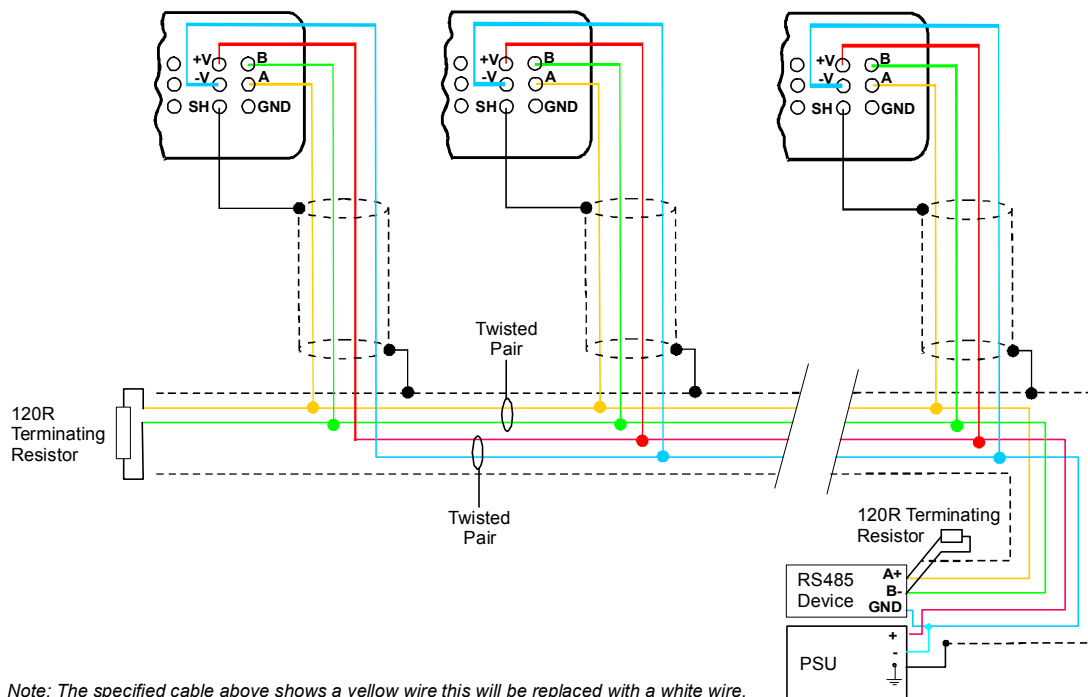 +V B
-V A
SH GND
+V B
-V A
SH GND
+V B
-V A
SH GND
Twisted
Pair
120R
Terminating
Resistor
Twisted
Pair
120R Terminating
Resistor
RS485
Device
A+
B-
GND
PSU
+
-
Note: The specified cable above shows a yellow wire this will be replaced with a white wire.